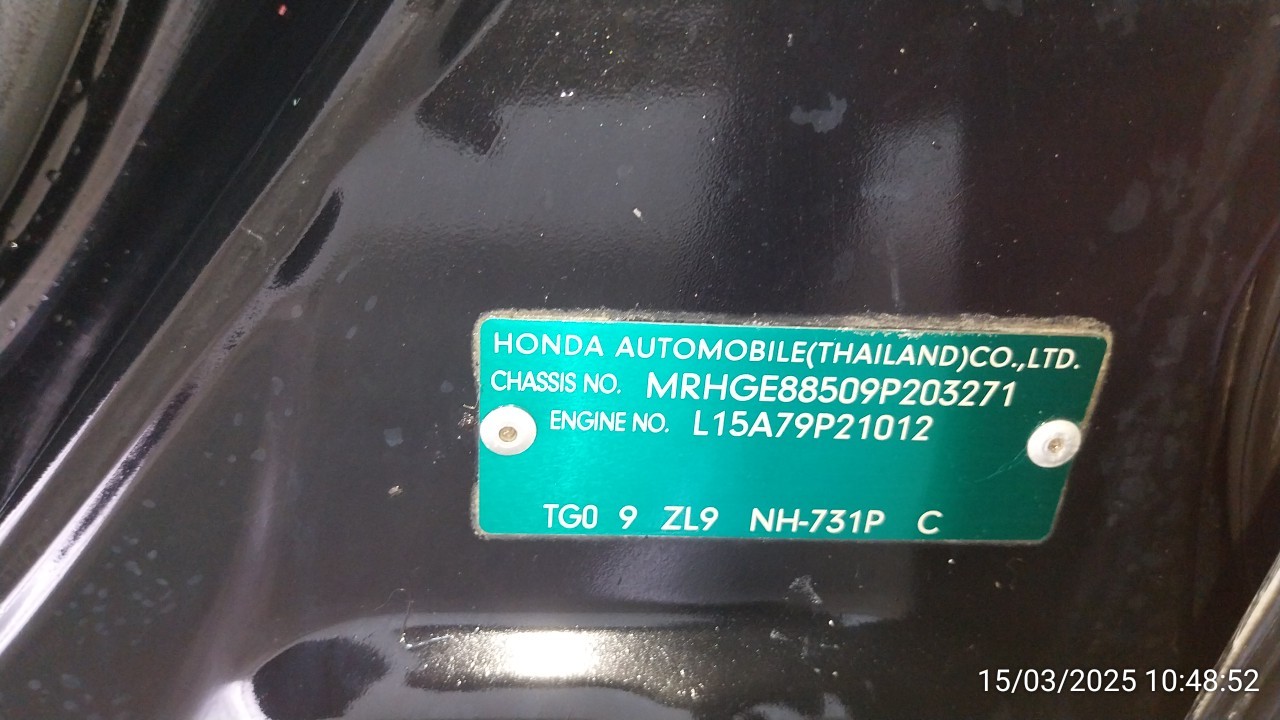 HONDA AUTOMOBILE(THAILAND)CO.,LTD.
CHASSIS NO. MRHGE88509P203271
ENGINE NO. L15A79P21012
TG0 9 ZL9 NH-731P C
15/03/2025 10:48:52